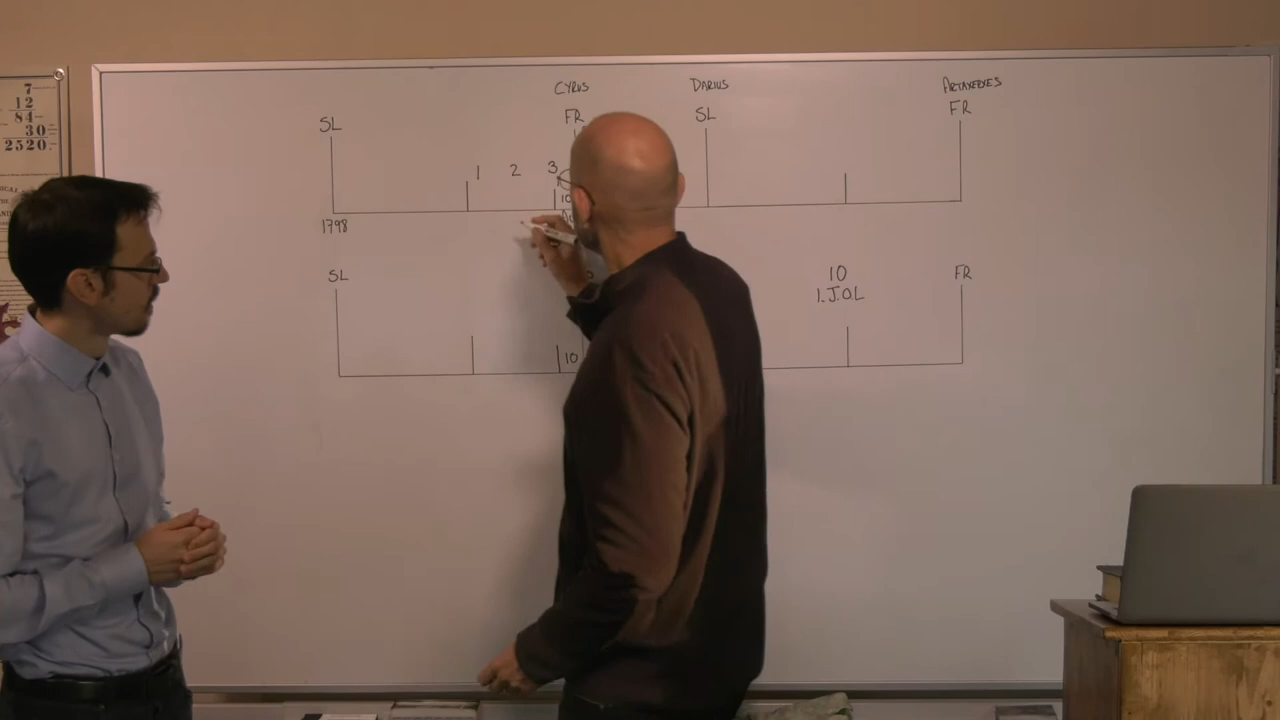 7
12
84
30
2520
CYRUS DARIUS ARTAXERXES
SL FR SL FR
1 2 3
10
1798
SL 10 FR
1. J.O.L
10